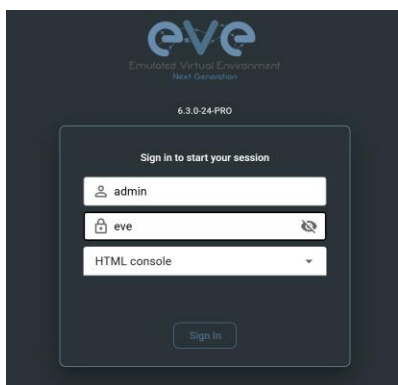 eve
Emulated Virtual Environment
Next Generation
6.3.0-24-PRO
Sign in to start your session
admin
eve
HTML console
Sign In